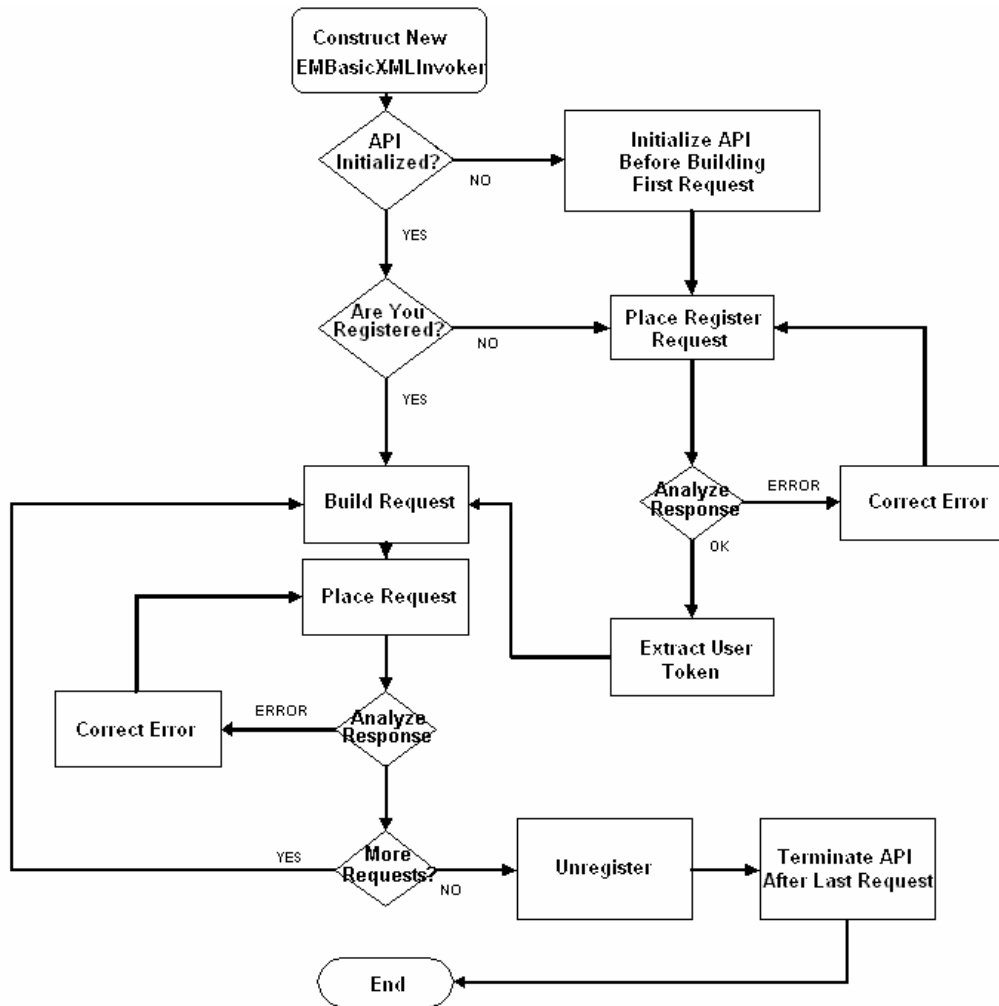 Construct New
EMBasicXMLInvoker
API
Initialized?
NO
Initialize API
Before Building
First Request
YES
Are You
Registered?
NO
Place Register
Request
YES
Build Request
Analyze
Response
ERROR
Correct Error
OK
Place Request
Extract User
Token
Correct Error
ERROR
Analyze
Response
YES
More
Requests?
NO
Unregister
Terminate API
After Last Request
End